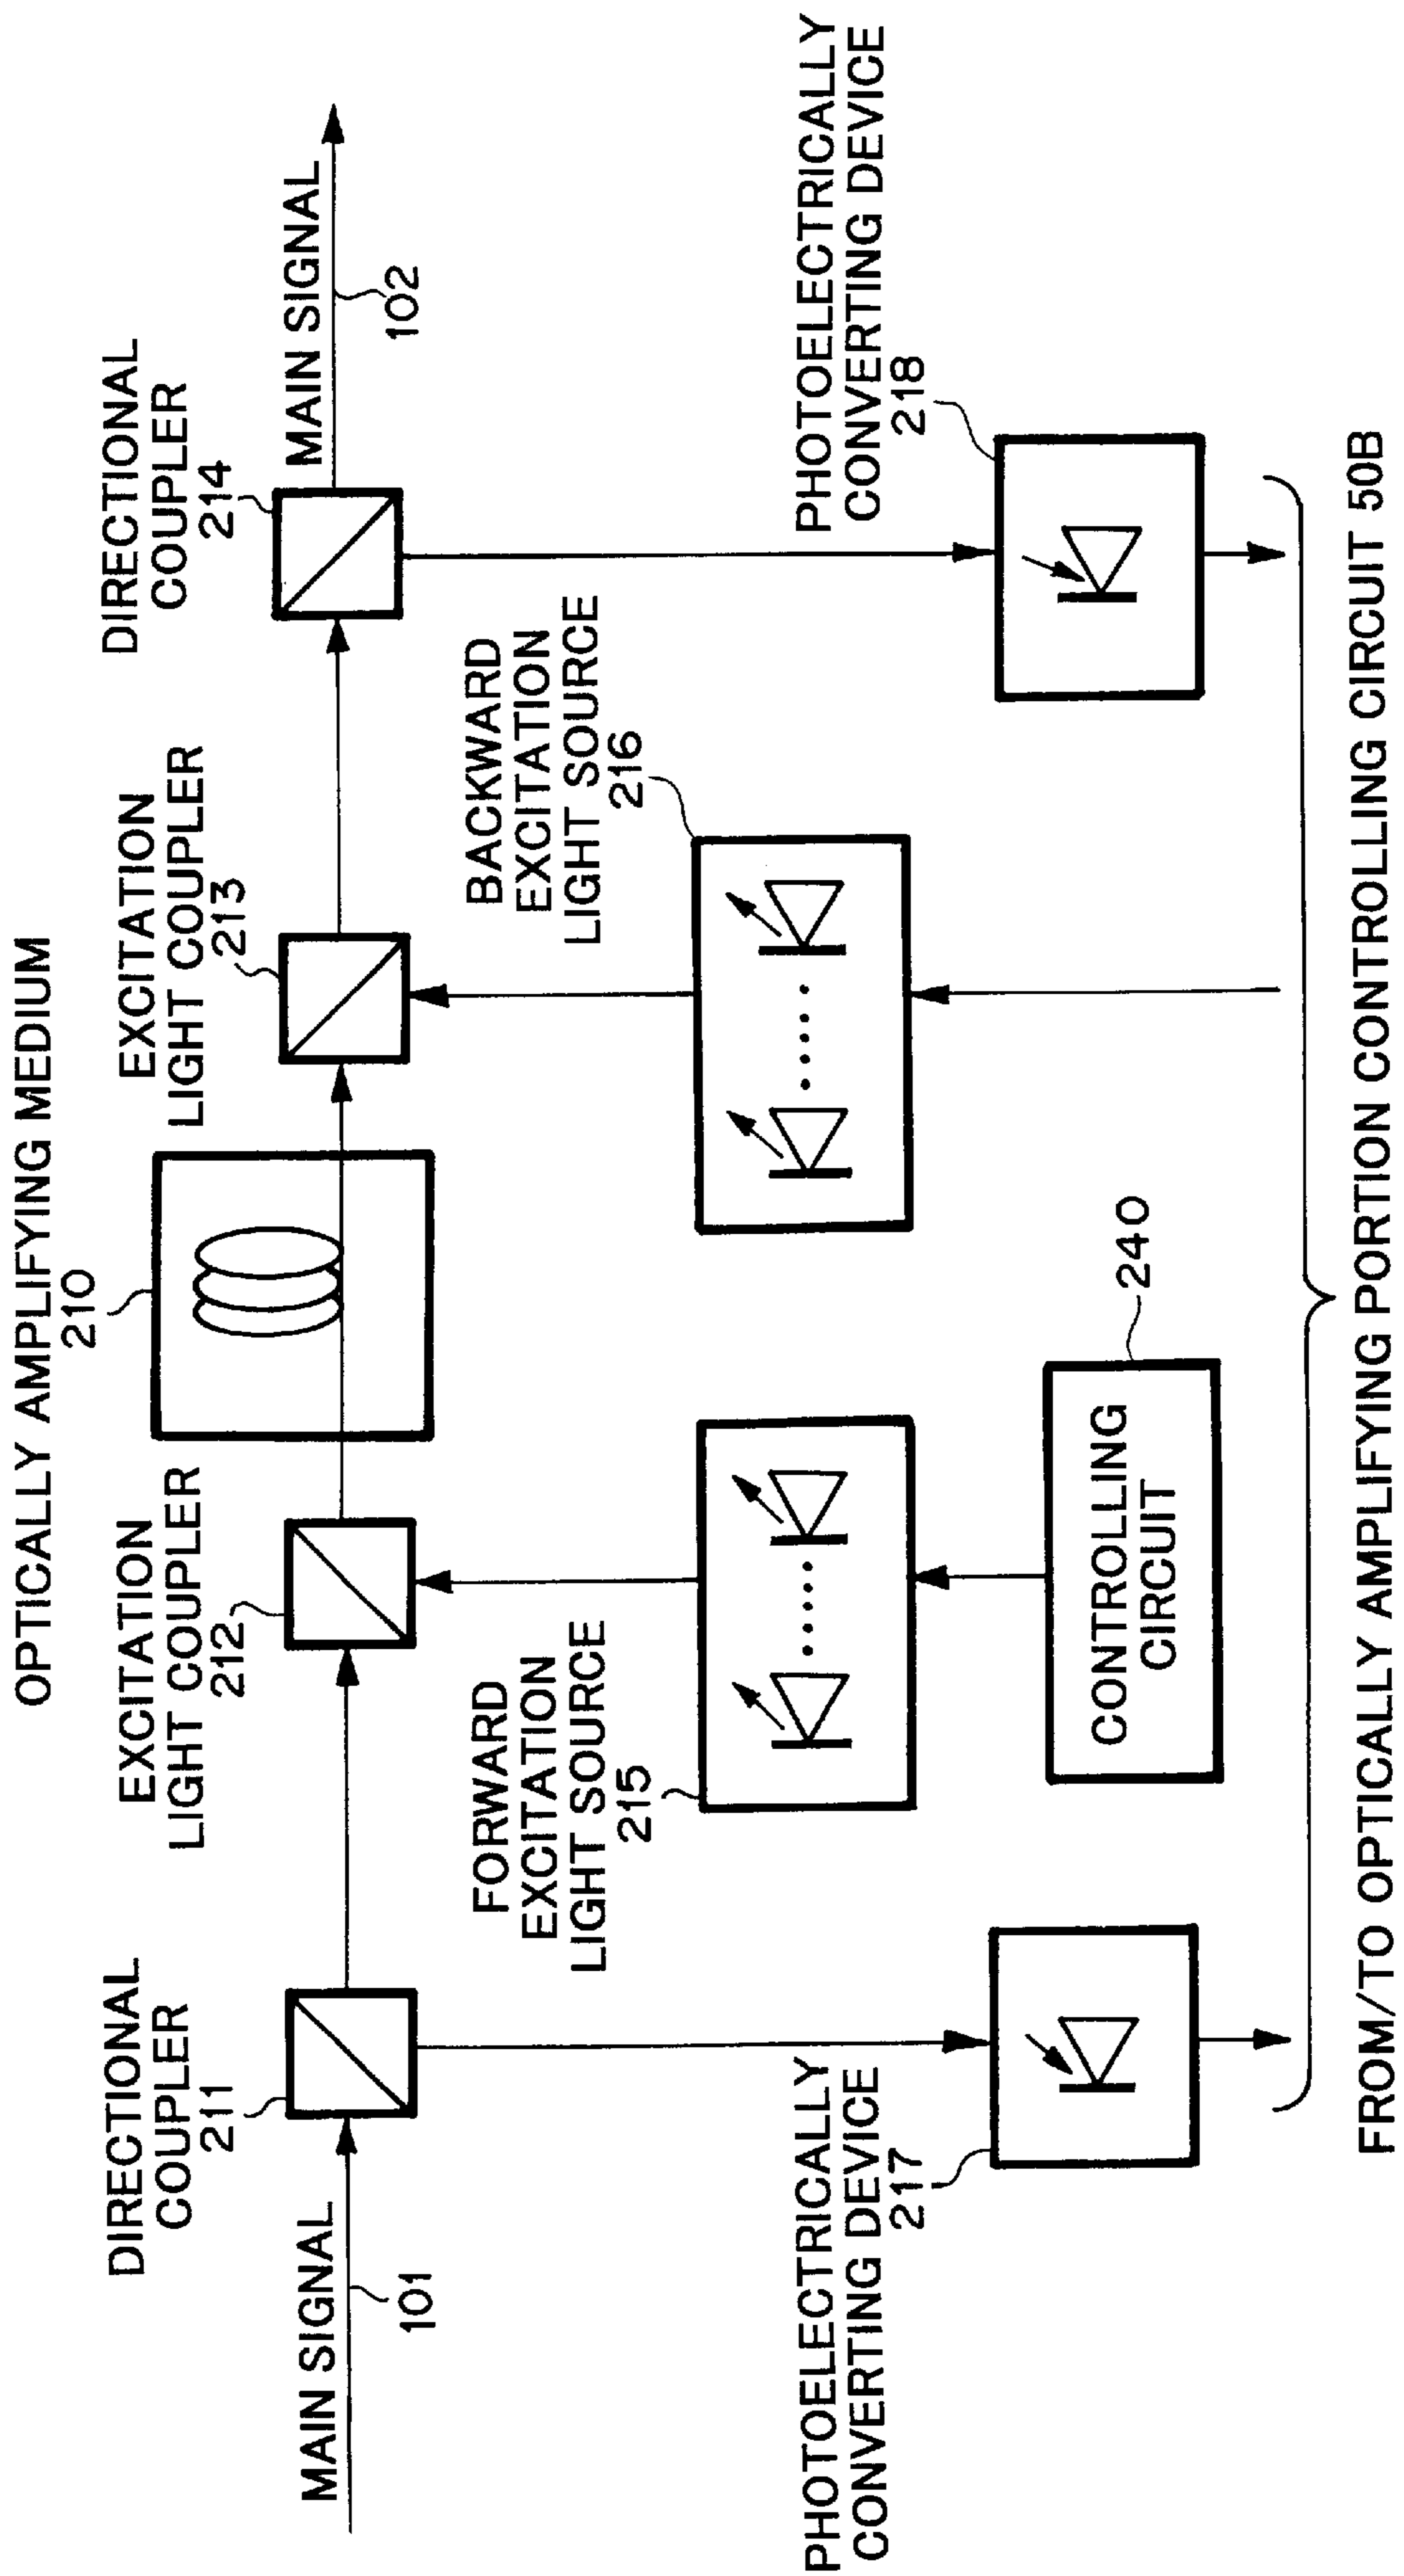 OPTICALLY AMPLIFYING MEDIUM
210
DIRECTIONAL
COUPLER
211
EXCITATION
LIGHT COUPLER
212
EXCITATION
LIGHT COUPLER
213
DIRECTIONAL
COUPLER
214
MAIN SIGNAL
101
MAIN SIGNAL
102
FORWARD
EXCITATION
LIGHT SOURCE
215
BACKWARD
EXCITATION
LIGHT SOURCE
216
PHOTOELECTRICALLY
CONVERTING DEVICE
217
PHOTOELECTRICALLY
CONVERTING DEVICE
218
CONTROLLING
CIRCUIT
240
FROM/TO OPTICALLY AMPLIFYING PORTION CONTROLLING CIRCUIT 50B